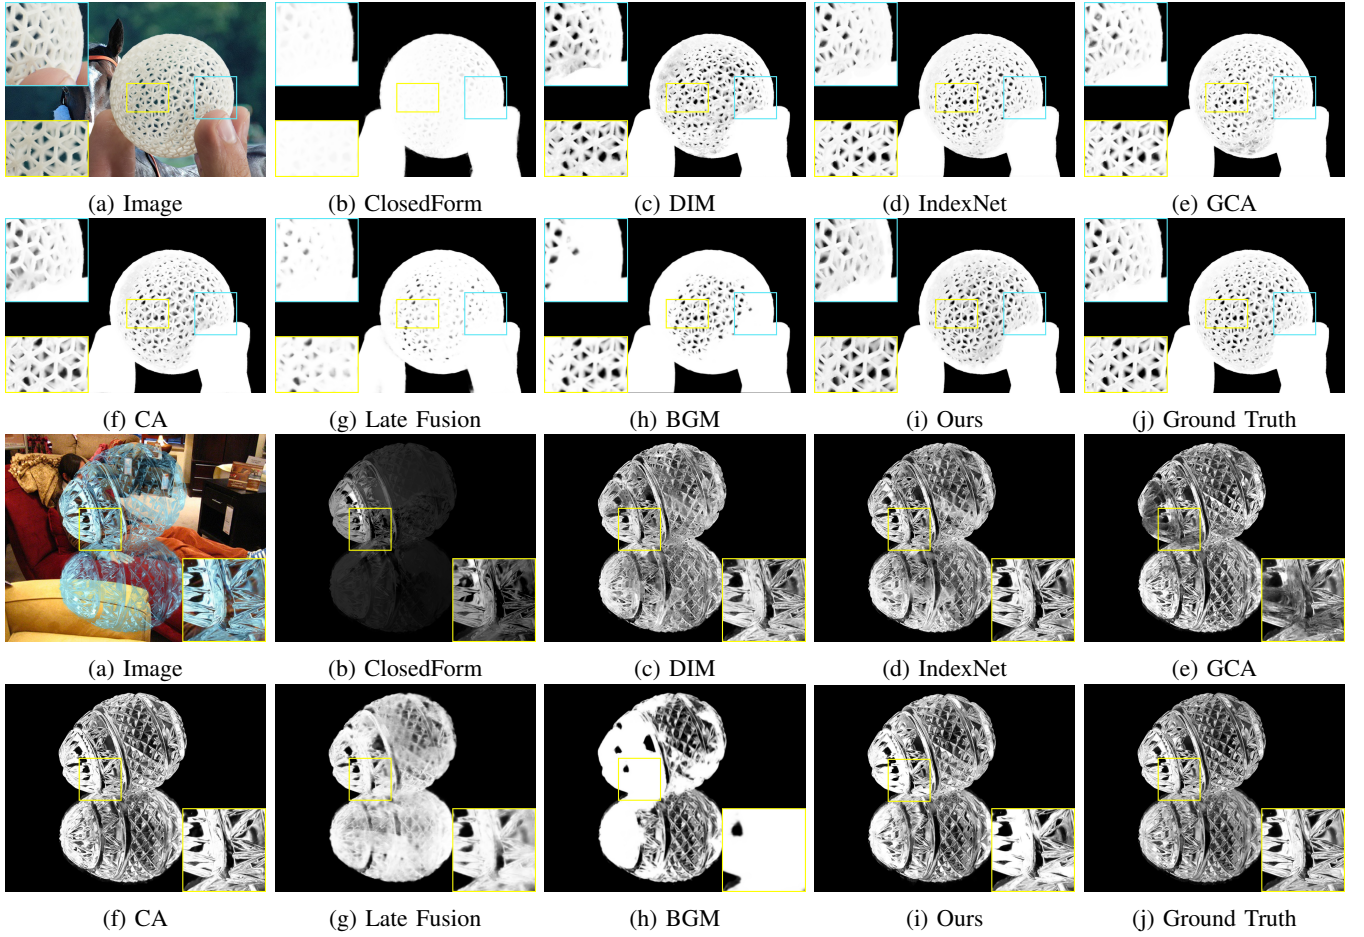 (a) Image (b) ClosedForm (c) DIM (d) IndexNet (e) GCA
(f) CA (g) Late Fusion (h) BGM (i) Ours (j) Ground Truth
(a) Image (b) ClosedForm (c) DIM (d) IndexNet (e) GCA
(f) CA (g) Late Fusion (h) BGM (i) Ours (j) Ground Truth